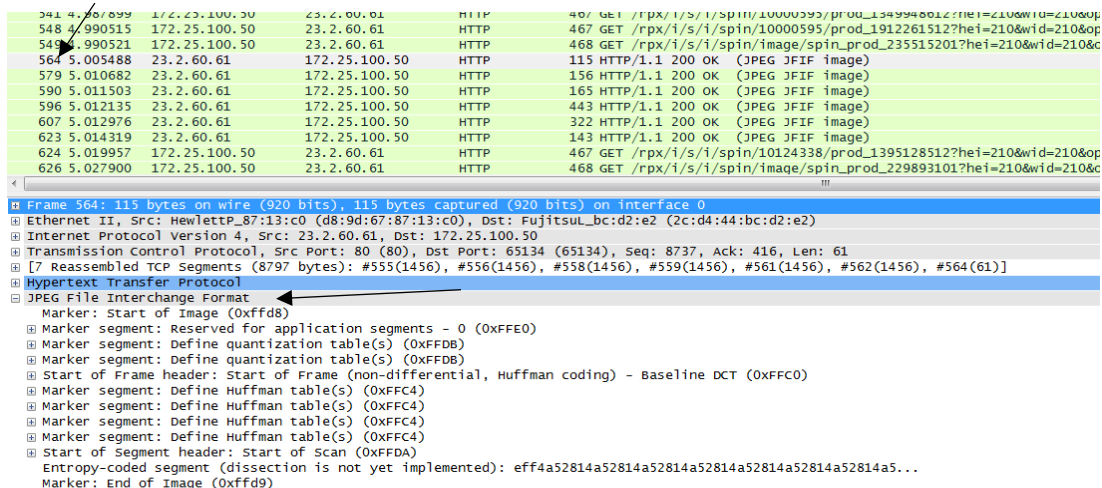 541 4.987899 172.25.100.50 23.2.60.61 HTTP 467 GET /rpx/i/s/i/spin/10000595/prod_1349948612?hei=210&wid=210&op
548 4.990515 172.25.100.50 23.2.60.61 HTTP 467 GET /rpx/i/s/i/spin/10000595/prod_1912261512?hei=210&wid=210&op
549 4.990521 172.25.100.50 23.2.60.61 HTTP 468 GET /rpx/i/s/i/spin/image/spin_prod_235515201?hei=210&wid=210&o
564 5.005488 23.2.60.61 172.25.100.50 HTTP 115 HTTP/1.1 200 OK (JPEG JFIF image)
579 5.010682 23.2.60.61 172.25.100.50 HTTP 156 HTTP/1.1 200 OK (JPEG JFIF image)
590 5.011503 23.2.60.61 172.25.100.50 HTTP 165 HTTP/1.1 200 OK (JPEG JFIF image)
596 5.012135 23.2.60.61 172.25.100.50 HTTP 443 HTTP/1.1 200 OK (JPEG JFIF image)
607 5.012976 23.2.60.61 172.25.100.50 HTTP 322 HTTP/1.1 200 OK (JPEG JFIF image)
623 5.014319 23.2.60.61 172.25.100.50 HTTP 143 HTTP/1.1 200 OK (JPEG JFIF image)
624 5.019957 172.25.100.50 23.2.60.61 HTTP 467 GET /rpx/i/s/i/spin/10124338/prod_1395128512?hei=210&wid=210&op
626 5.027900 172.25.100.50 23.2.60.61 HTTP 468 GET /rpx/i/s/i/spin/image/spin_prod_229893101?hei=210&wid=210&o
Frame 564: 115 bytes on wire (920 bits), 115 bytes captured (920 bits) on interface 0
Ethernet II, Src: HewlettP_87:13:c0 (d8:9d:67:87:13:c0), Dst: FujitsuL_bc:d2:e2 (2c:d4:44:bc:d2:e2)
Internet Protocol Version 4, Src: 23.2.60.61, Dst: 172.25.100.50
Transmission Control Protocol, Src Port: 80 (80), Dst Port: 65134 (65134), Seq: 8737, Ack: 416, Len: 61
[7 Reassembled TCP Segments (8797 bytes): #555(1456), #556(1456), #558(1456), #559(1456), #561(1456), #562(1456), #564(61)]
Hypertext Transfer Protocol
JPEG File Interchange Format
Marker: Start of Image (0xffd8)
Marker segment: Reserved for application segments - 0 (0xFFE0)
Marker segment: Define quantization table(s) (0xFFDB)
Marker segment: Define quantization table(s) (0xFFDB)
Start of Frame header: Start of Frame (non-differential, Huffman coding) - Baseline DCT (0xFFC0)
Marker segment: Define Huffman table(s) (0xFFC4)
Marker segment: Define Huffman table(s) (0xFFC4)
Marker segment: Define Huffman table(s) (0xFFC4)
Marker segment: Define Huffman table(s) (0xFFC4)
Start of Segment header: Start of Scan (0xFFDA)
Entropy-coded segment (dissection is not yet implemented): eff4a52814a52814a52814a52814a52814a52814a52814a5...
Marker: End of Image (0xffd9)